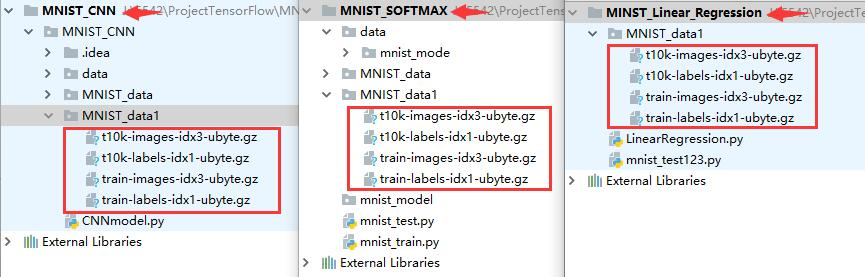 MNIST_CNN 5542\ProjectTensorFlow\MN
MNIST_CNN
.idea
data
MNIST_data
MNIST_data1
t10k-images-idx3-ubyte.gz
t10k-labels-idx1-ubyte.gz
train-images-idx3-ubyte.gz
train-labels-idx1-ubyte.gz
CNNmodel.py
External Libraries
MNIST_SOFTMAX 5542\ProjectTenso
data
mnist_mode
MNIST_data
MNIST_data1
t10k-images-idx3-ubyte.gz
t10k-labels-idx1-ubyte.gz
train-images-idx3-ubyte.gz
train-labels-idx1-ubyte.gz
mnist_model
mnist_test.py
mnist_train.py
External Libraries
MINST_Linear_Regression 5542\Project
MNIST_data1
t10k-images-idx3-ubyte.gz
t10k-labels-idx1-ubyte.gz
train-images-idx3-ubyte.gz
train-labels-idx1-ubyte.gz
LinearRegression.py
mnist_test123.py
External Libraries